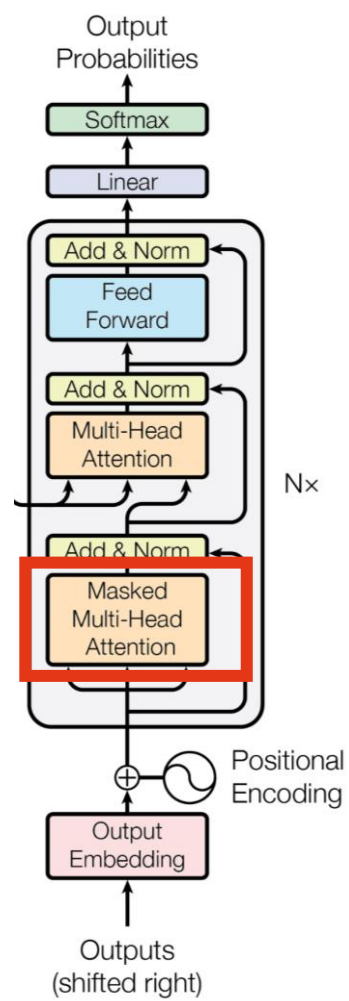 Output
Probabilities
Softmax
Linear
Add & Norm
Feed
Forward
Add & Norm
Multi-Head
Attention
N×
Add & Norm
Masked
Multi-Head
Attention
Positional
Encoding
Output
Embedding
Outputs
(shifted right)